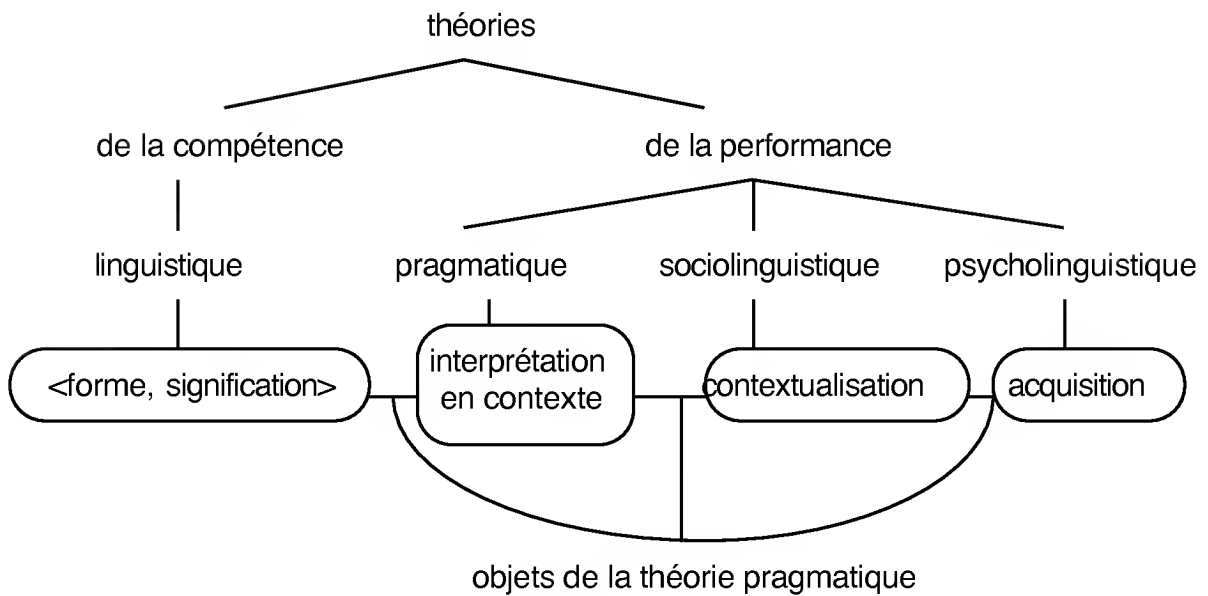 théories
de la compétence
de la performance
linguistique
pragmatique
sociolinguistique
psycholinguistique
<forme, signification>
interprétation
en contexte
contextualisation
acquisition
objets de la théorie pragmatique